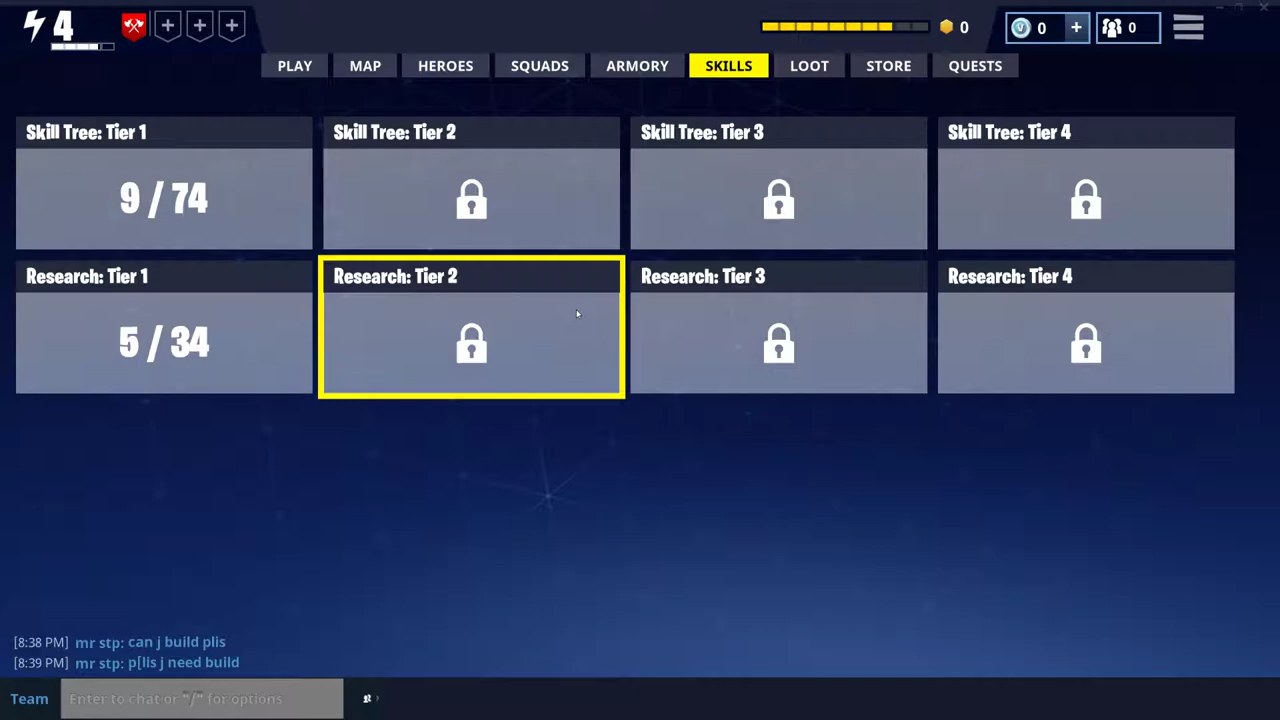 4
0
0
0
PLAY MAP HEROES SQUADS ARMORY SKILLS LOOT STORE QUESTS
Skill Tree: Tier 1 Skill Tree: Tier 2 Skill Tree: Tier 3 Skill Tree: Tier 4
9 / 74
Research: Tier 1 Research: Tier 2 Research: Tier 3 Research: Tier 4
5 / 34
[8:38 PM] mr stp: can j build plis
[8:39 PM] mr stp: p[lis j need build
Team Enter to chat or "/" for options